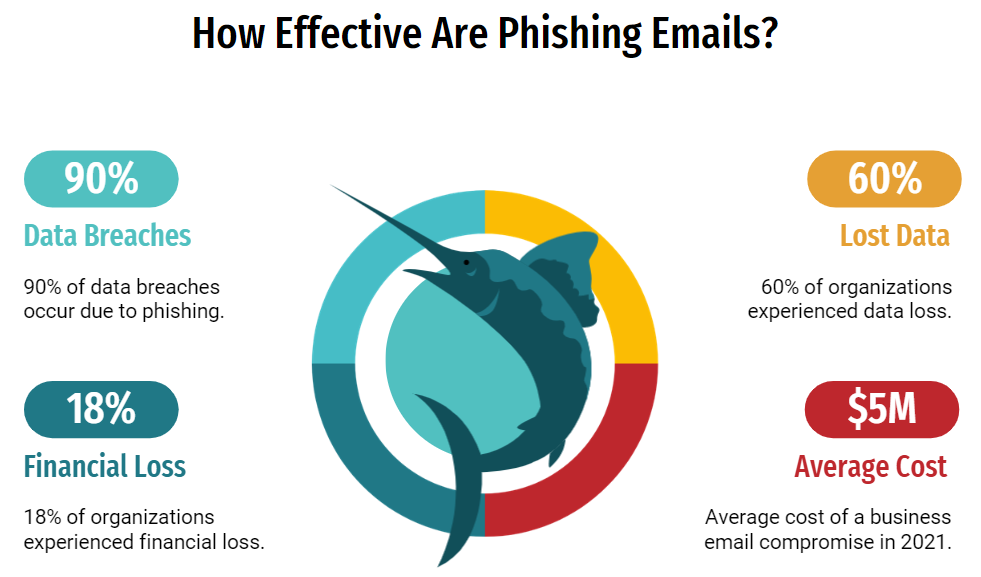 How Effective Are Phishing Emails?
90%
Data Breaches
90% of data breaches
occur due to phishing.
18%
Financial Loss
18% of organizations
experienced financial loss.
60%
Lost Data
60% of organizations
experienced data loss.
$5M
Average Cost
Average cost of a business
email compromise in 2021.